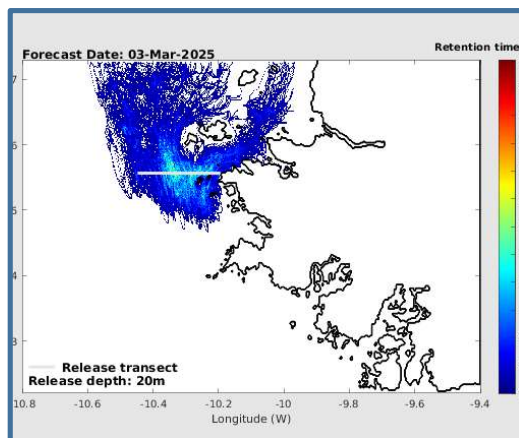 Forecast Date: 03-Mar-2025
Retention time
7
6
5
4
3
Release transect
Release depth: 20m
-10.8 -10.6 -10.4 -10.2 -10 -9.8 -9.6 -9.4
Longitude (W)